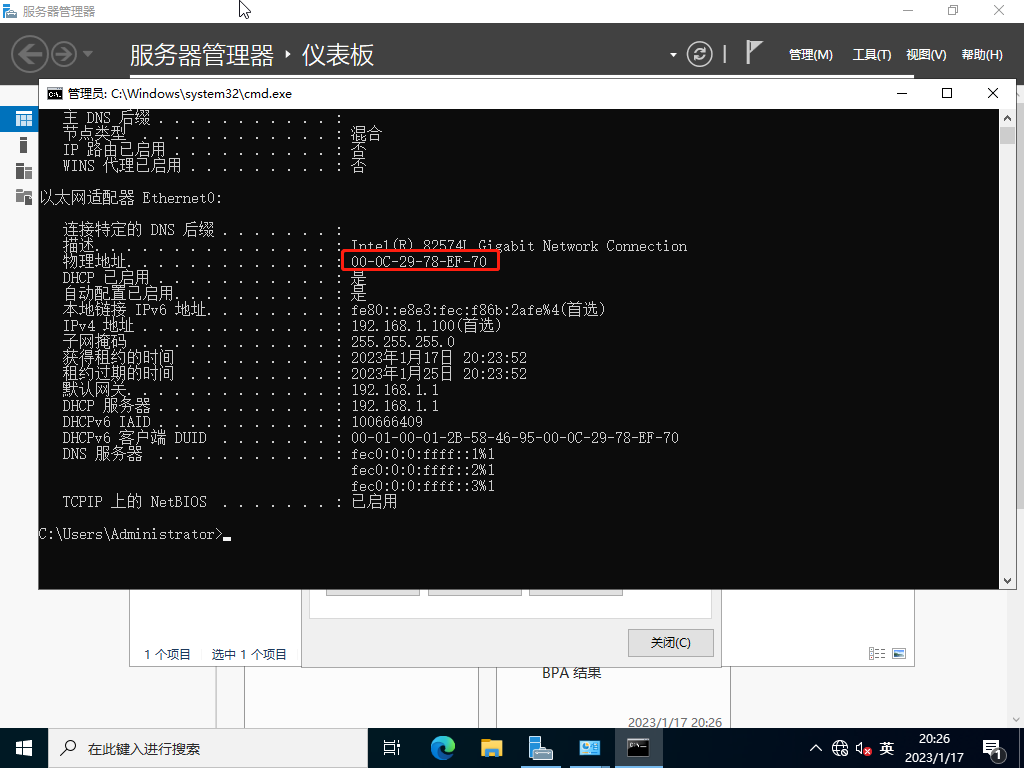 服务器管理器
服务器管理器 ‣ 仪表板
管理(M) 工具(T) 视图(V) 帮助(H)
管理员: C:\Windows\system32\cmd.exe
主 DNS 后缀 . . . . . . . . . . . :
节点类型 . . . . . . . . . . . . : 混合
IP 路由已启用 . . . . . . . . . . : 否
WINS 代理已启用 . . . . . . . . . : 否
以太网适配器 Ethernet0:
连接特定的 DNS 后缀 . . . . . . . :
描述. . . . . . . . . . . . . . . : Intel(R) 82574L Gigabit Network Connection
物理地址. . . . . . . . . . . . . : 00-0C-29-78-EF-70
DHCP 已启用 . . . . . . . . . . . : 是
自动配置已启用. . . . . . . . . . : 是
本地链接 IPv6 地址. . . . . . . . : fe80::e8e3:fec:f86b:2afe%4(首选)
IPv4 地址 . . . . . . . . . . . . : 192.168.1.100(首选)
子网掩码 . . . . . . . . . . . . : 255.255.255.0
获得租约的时间 . . . . . . . . . : 2023年1月17日 20:23:52
租约过期的时间 . . . . . . . . . : 2023年1月25日 20:23:52
默认网关. . . . . . . . . . . . . : 192.168.1.1
DHCP 服务器 . . . . . . . . . . . : 192.168.1.1
DHCPv6 IAID . . . . . . . . . . . : 100666409
DHCPv6 客户端 DUID . . . . . . . : 00-01-00-01-2B-58-46-95-00-0C-29-78-EF-70
DNS 服务器 . . . . . . . . . . . : fec0:0:0:ffff::1%1
fec0:0:0:ffff::2%1
fec0:0:0:ffff::3%1
TCPIP 上的 NetBIOS . . . . . . . : 已启用
C:\Users\Administrator>
关闭(C)
1 个项目 选中 1 个项目
BPA 结果
2023/1/17 20:26
在此键入进行搜索
英
20:26
2023/1/17
1